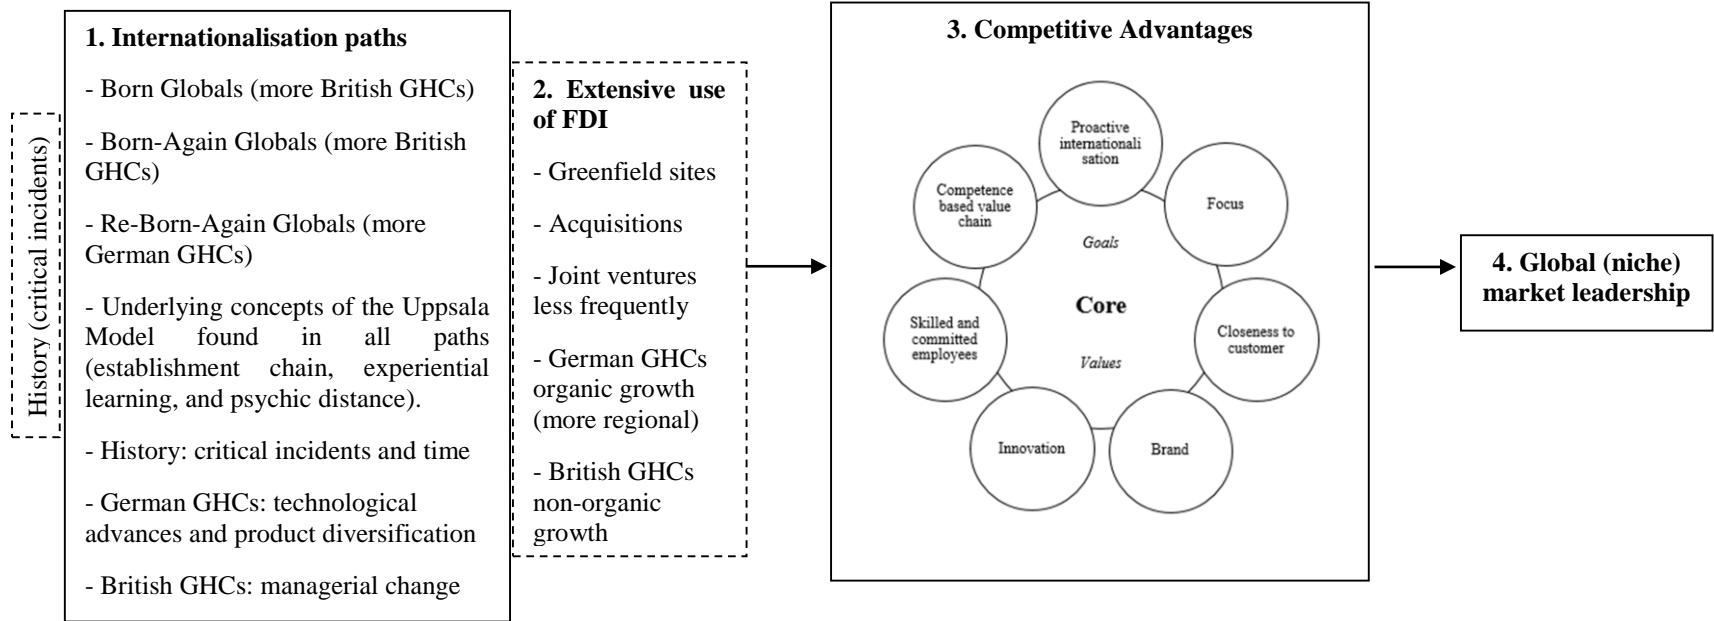 History (critical incidents)
1. Internationalisation paths
- Born Globals (more British GHCs)
- Born-Again Globals (more British
GHCs)
- Re-Born-Again Globals (more
German GHCs)
- Underlying concepts of the Uppsala
Model found in all paths
(establishment chain, experiential
learning, and psychic distance).
- History: critical incidents and time
- German GHCs: technological
advances and product diversification
- British GHCs: managerial change
2. Extensive use
of FDI
- Greenfield sites
- Acquisitions
- Joint ventures
less frequently
- German GHCs
organic growth
(more regional)
- British GHCs
non-organic
growth
3. Competitive Advantages
Proactive
internationali
sation
Focus
Closeness to
customer
Brand
Innovation
Skilled and
committed
employees
Competence
based value
chain
Goals
Core
Values
4. Global (niche)
market leadership